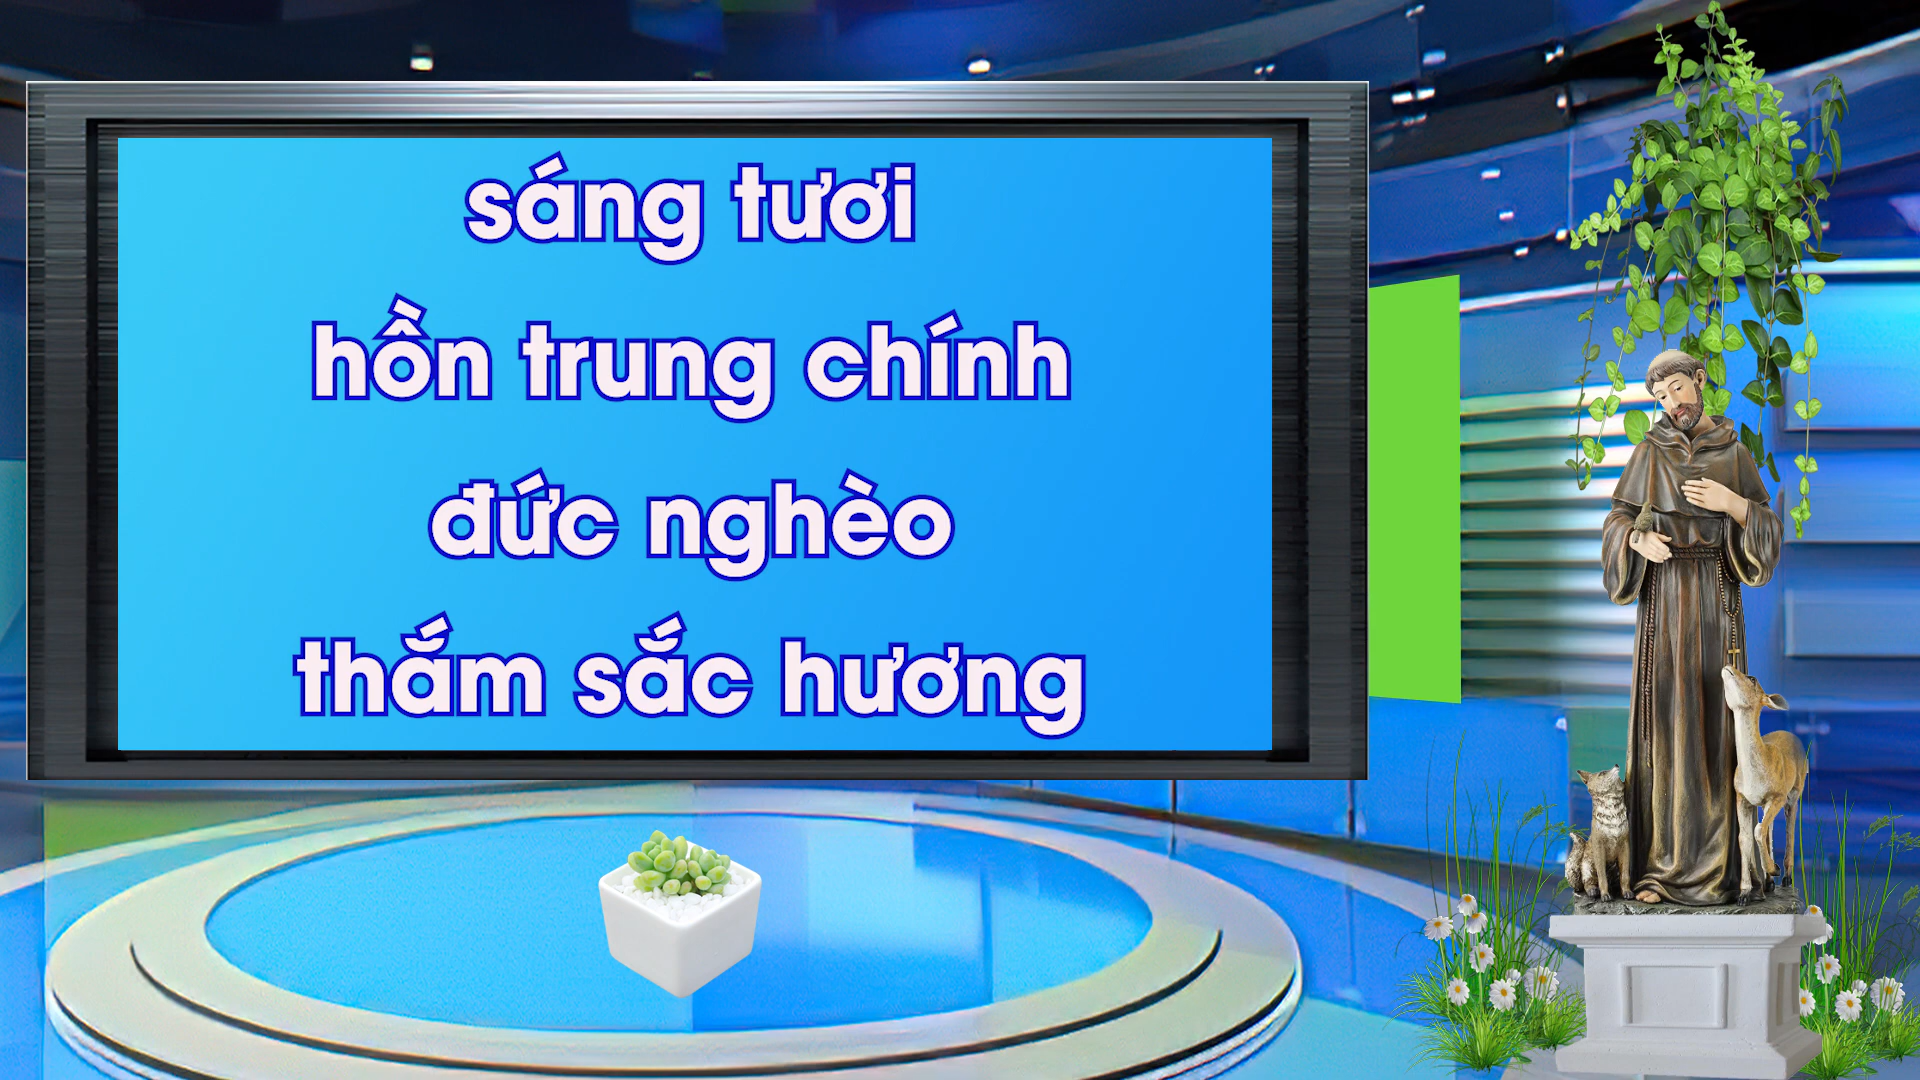 sáng tươi
hồn trung chính
đức nghèo
thắm sắc hương